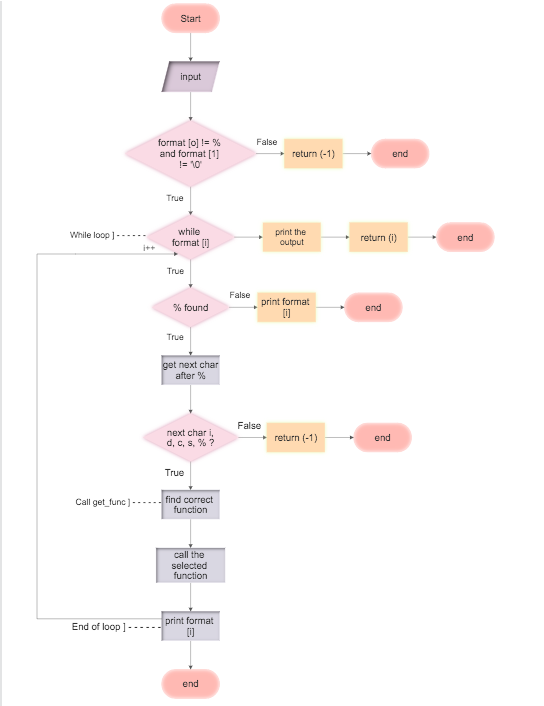 Start
input
format [o] != %
and format [1]
!= '\0'
False
return (-1)
end
True
While loop ]
while
format [i]
print the
output
return (i)
end
i++
True
% found
False
print format
[i]
end
True
get next char
after %
next char i,
d, c, s, % ?
False
return (-1)
end
True
Call get_func ]
find correct
function
call the
selected
function
End of loop ]
print format
[i]
end